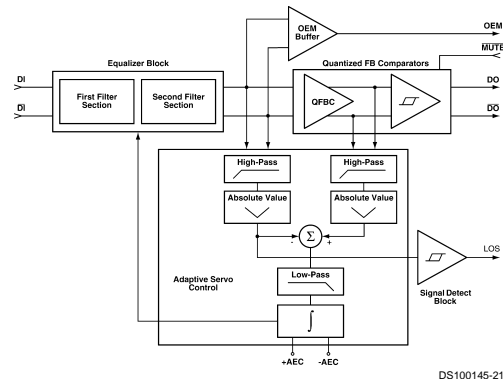 OEM
Buffer
OEM
MUTE
Equalizer Block
Quantized FB Comparators
DI
DI
First Filter
Section
Second Filter
Section
QFBC
DO
DO
High-Pass
High-Pass
Absolute Value
Absolute Value
Σ
- +
LOS
Low-Pass
Adaptive Servo
Control
Signal Detect
Block
∫
+AEC -AEC
DS100145-21